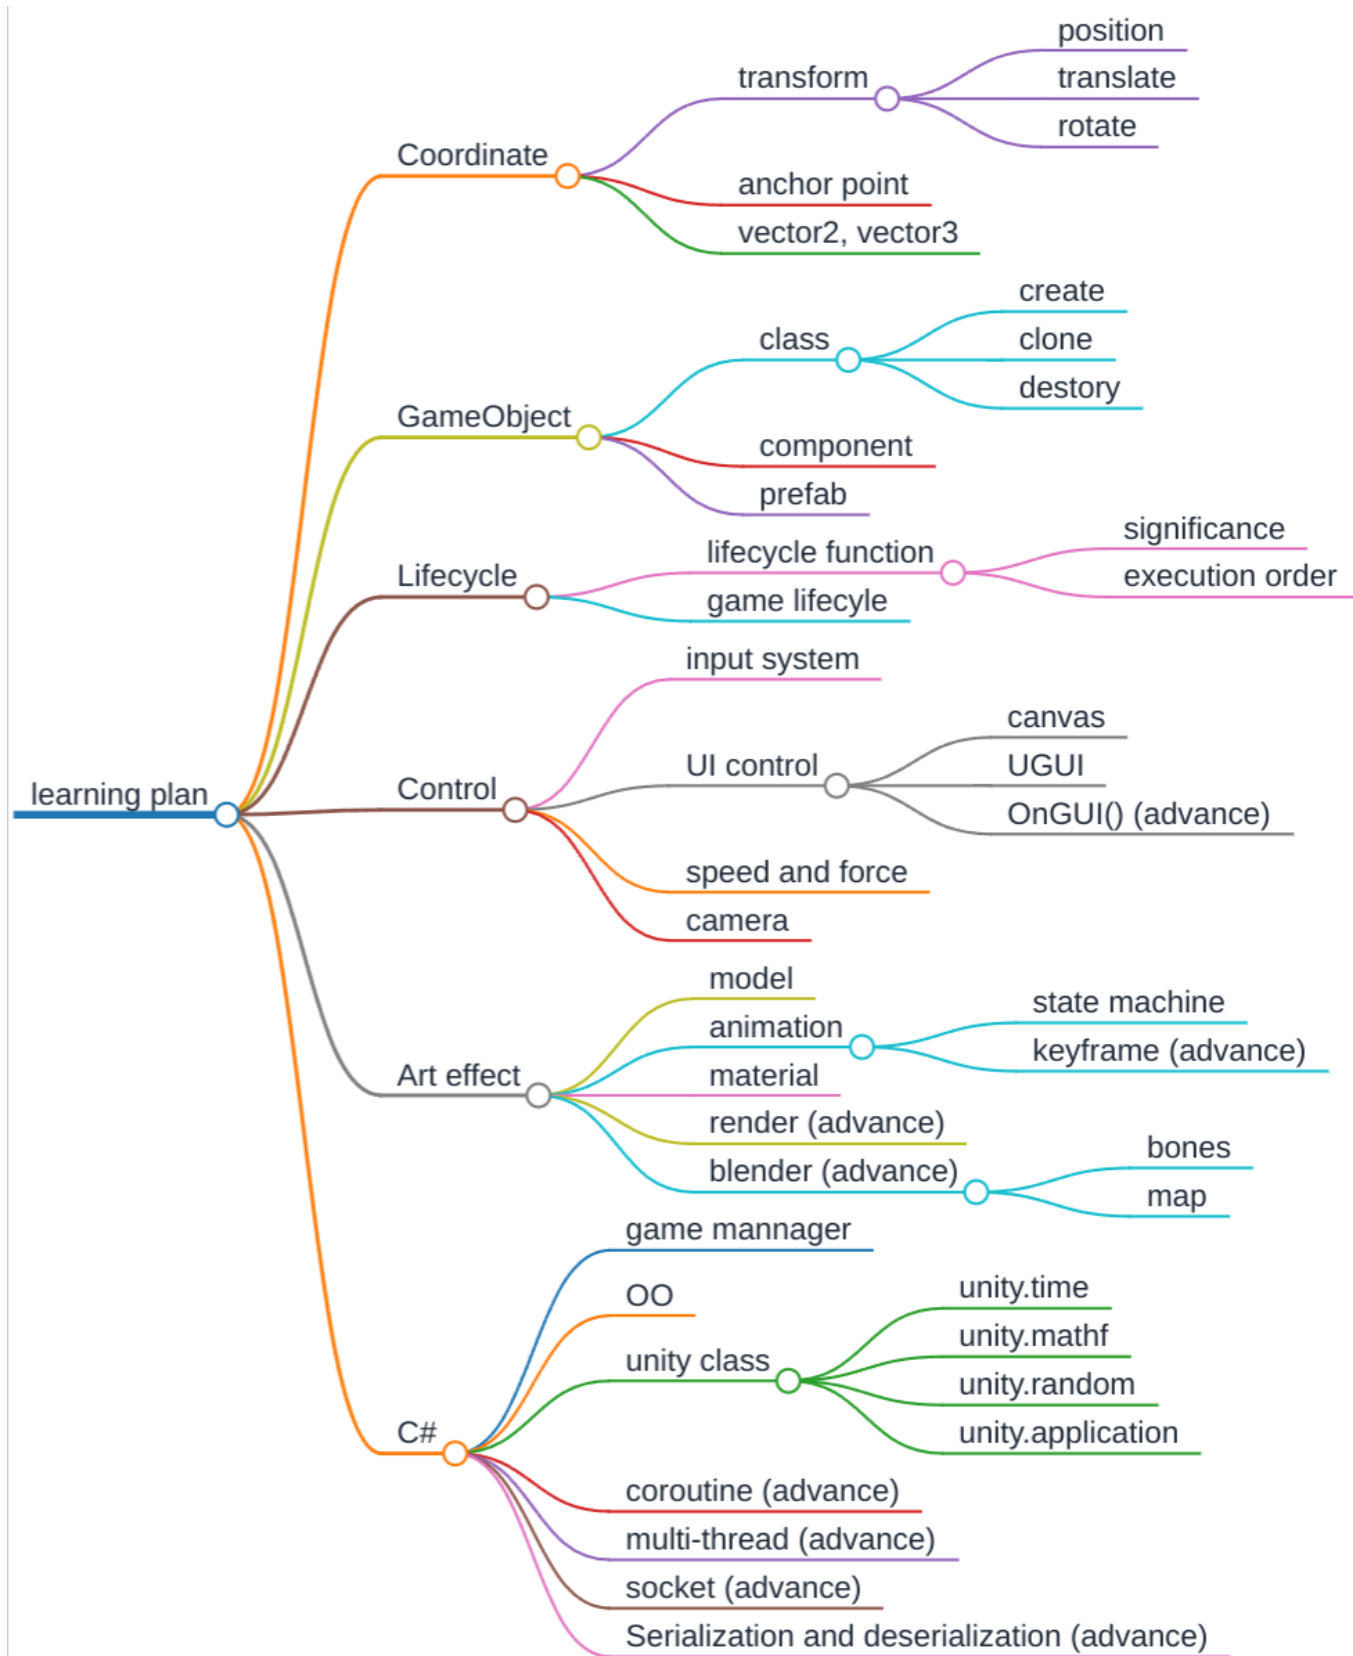 learning plan
Coordinate
transform
position
translate
rotate
anchor point
vector2, vector3
GameObject
class
create
clone
destory
component
prefab
Lifecycle
lifecycle function
significance
execution order
game lifecyle
Control
input system
UI control
canvas
UGUI
OnGUI() (advance)
speed and force
camera
Art effect
model
animation
state machine
keyframe (advance)
material
render (advance)
blender (advance)
bones
map
C#
game mannager
OO
unity class
unity.time
unity.mathf
unity.random
unity.application
coroutine (advance)
multi-thread (advance)
socket (advance)
Serialization and deserialization (advance)